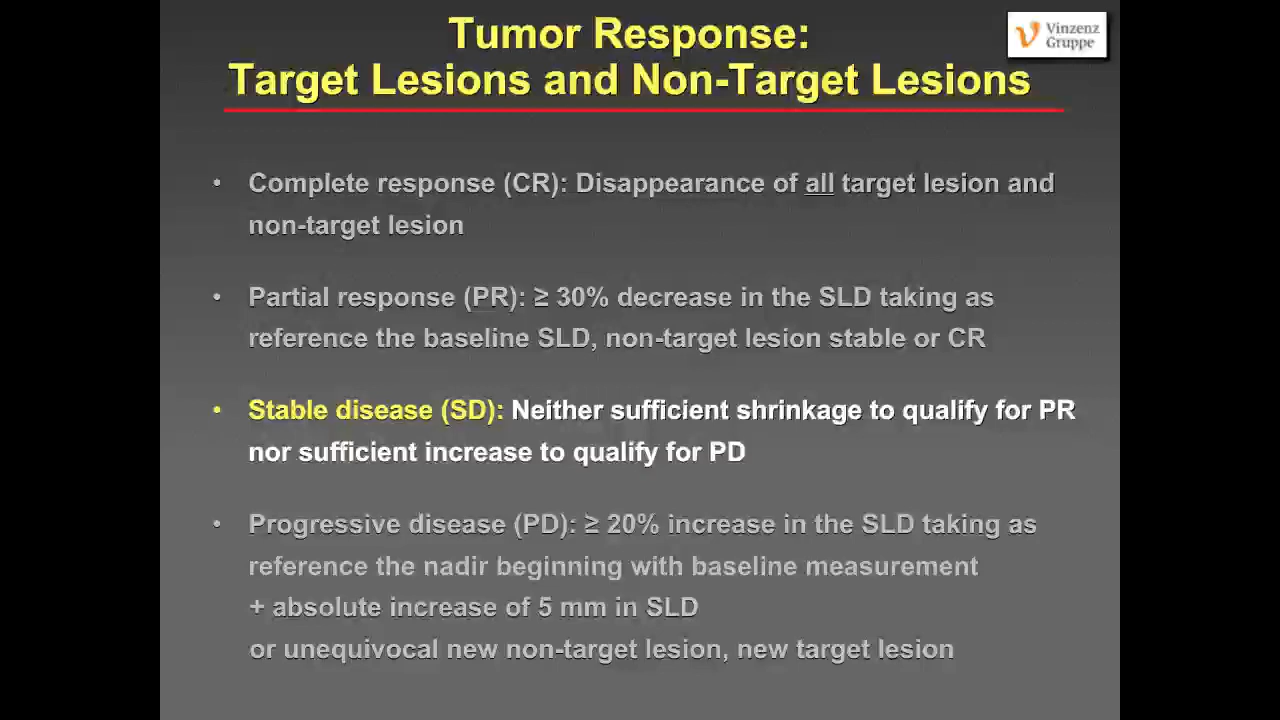 Tumor Response:
Target Lesions and Non-Target Lesions
Vinzenz
Gruppe
• Complete response (CR): Disappearance of all target lesion and
non-target lesion
• Partial response (PR): ≥ 30% decrease in the SLD taking as
reference the baseline SLD, non-target lesion stable or CR
• Stable disease (SD): Neither sufficient shrinkage to qualify for PR
nor sufficient increase to qualify for PD
• Progressive disease (PD): ≥ 20% increase in the SLD taking as
reference the nadir beginning with baseline measurement
+ absolute increase of 5 mm in SLD
or unequivocal new non-target lesion, new target lesion